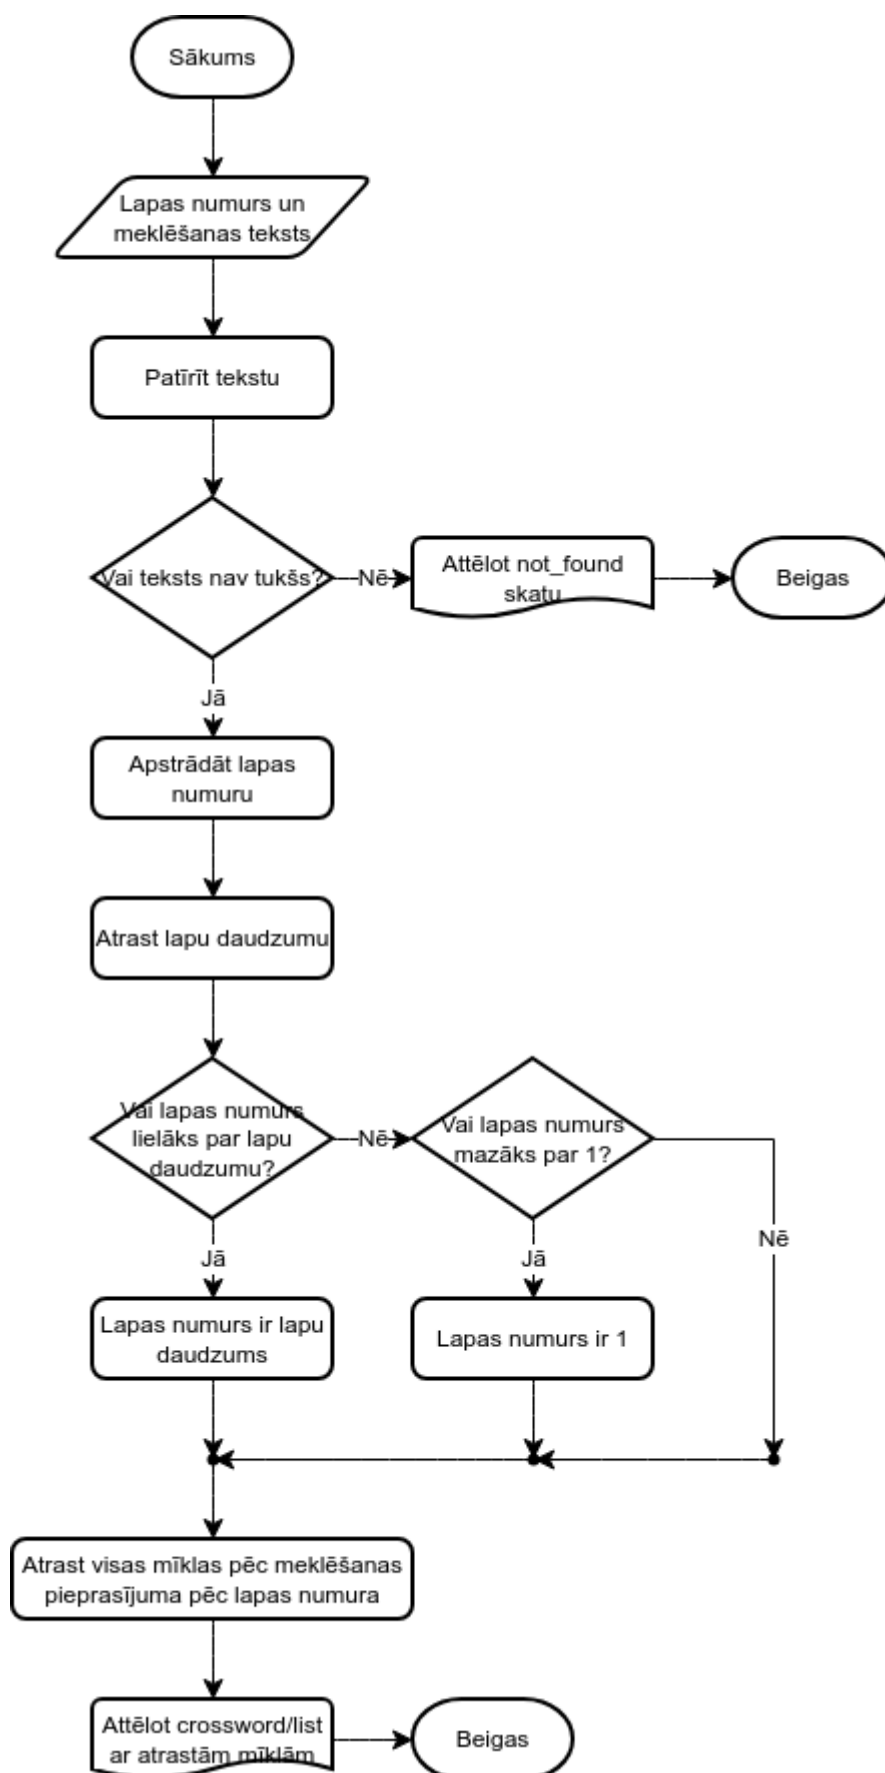 Sākums
Lapas numurs un
meklēšanas teksts
Patīrīt tekstu
Vai teksts nav tukšs?
Nē
Attēlot not_found
skatu
Beigas
Jā
Apstrādāt lapas
numuru
Atrast lapu daudzumu
Vai lapas numurs
lielāks par lapu
daudzumu?
Nē
Vai lapas numurs
mazāks par 1?
Nē
Jā
Jā
Lapas numurs ir lapu
daudzums
Lapas numurs ir 1
Atrast visas mīklas pēc meklēšanas
pieprasījuma pēc lapas numura
Attēlot crossword/list
ar atrastām mīklām
Beigas